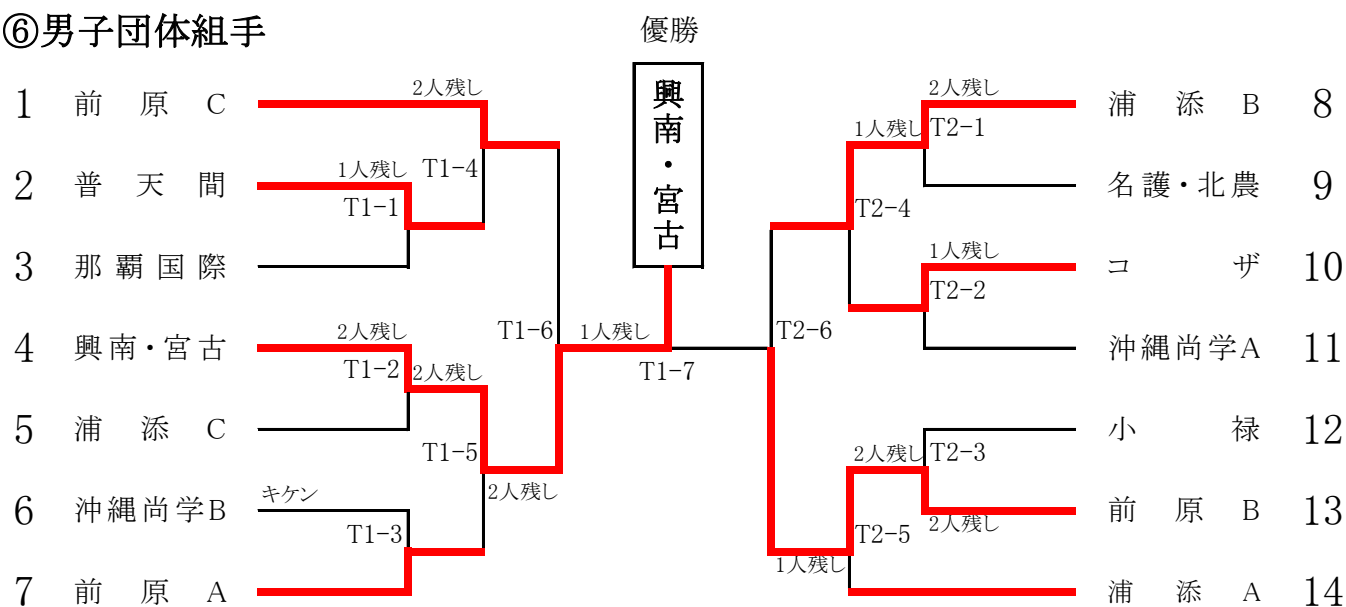 ⑥男子団体組手
優勝
興南・宮古
1 前原C
2人残し
2人残し
浦添B 8
1人残し
T2-1
T1-4
2 普天間
1人残し
T1-1
名護・北農 9
T2-4
3 那覇国際
1人残し
コザ 10
T2-2
4 興南・宮古
2人残し
T1-2
2人残し
T1-6
1人残し
T1-7
T2-6
沖縄尚学A 11
5 浦添C
T1-5
2人残し
T2-3
小禄 12
6 沖縄尚学B
キケン
T1-3
2人残し
2人残し
前原B 13
T2-5
1人残し
7 前原A
浦添A 14